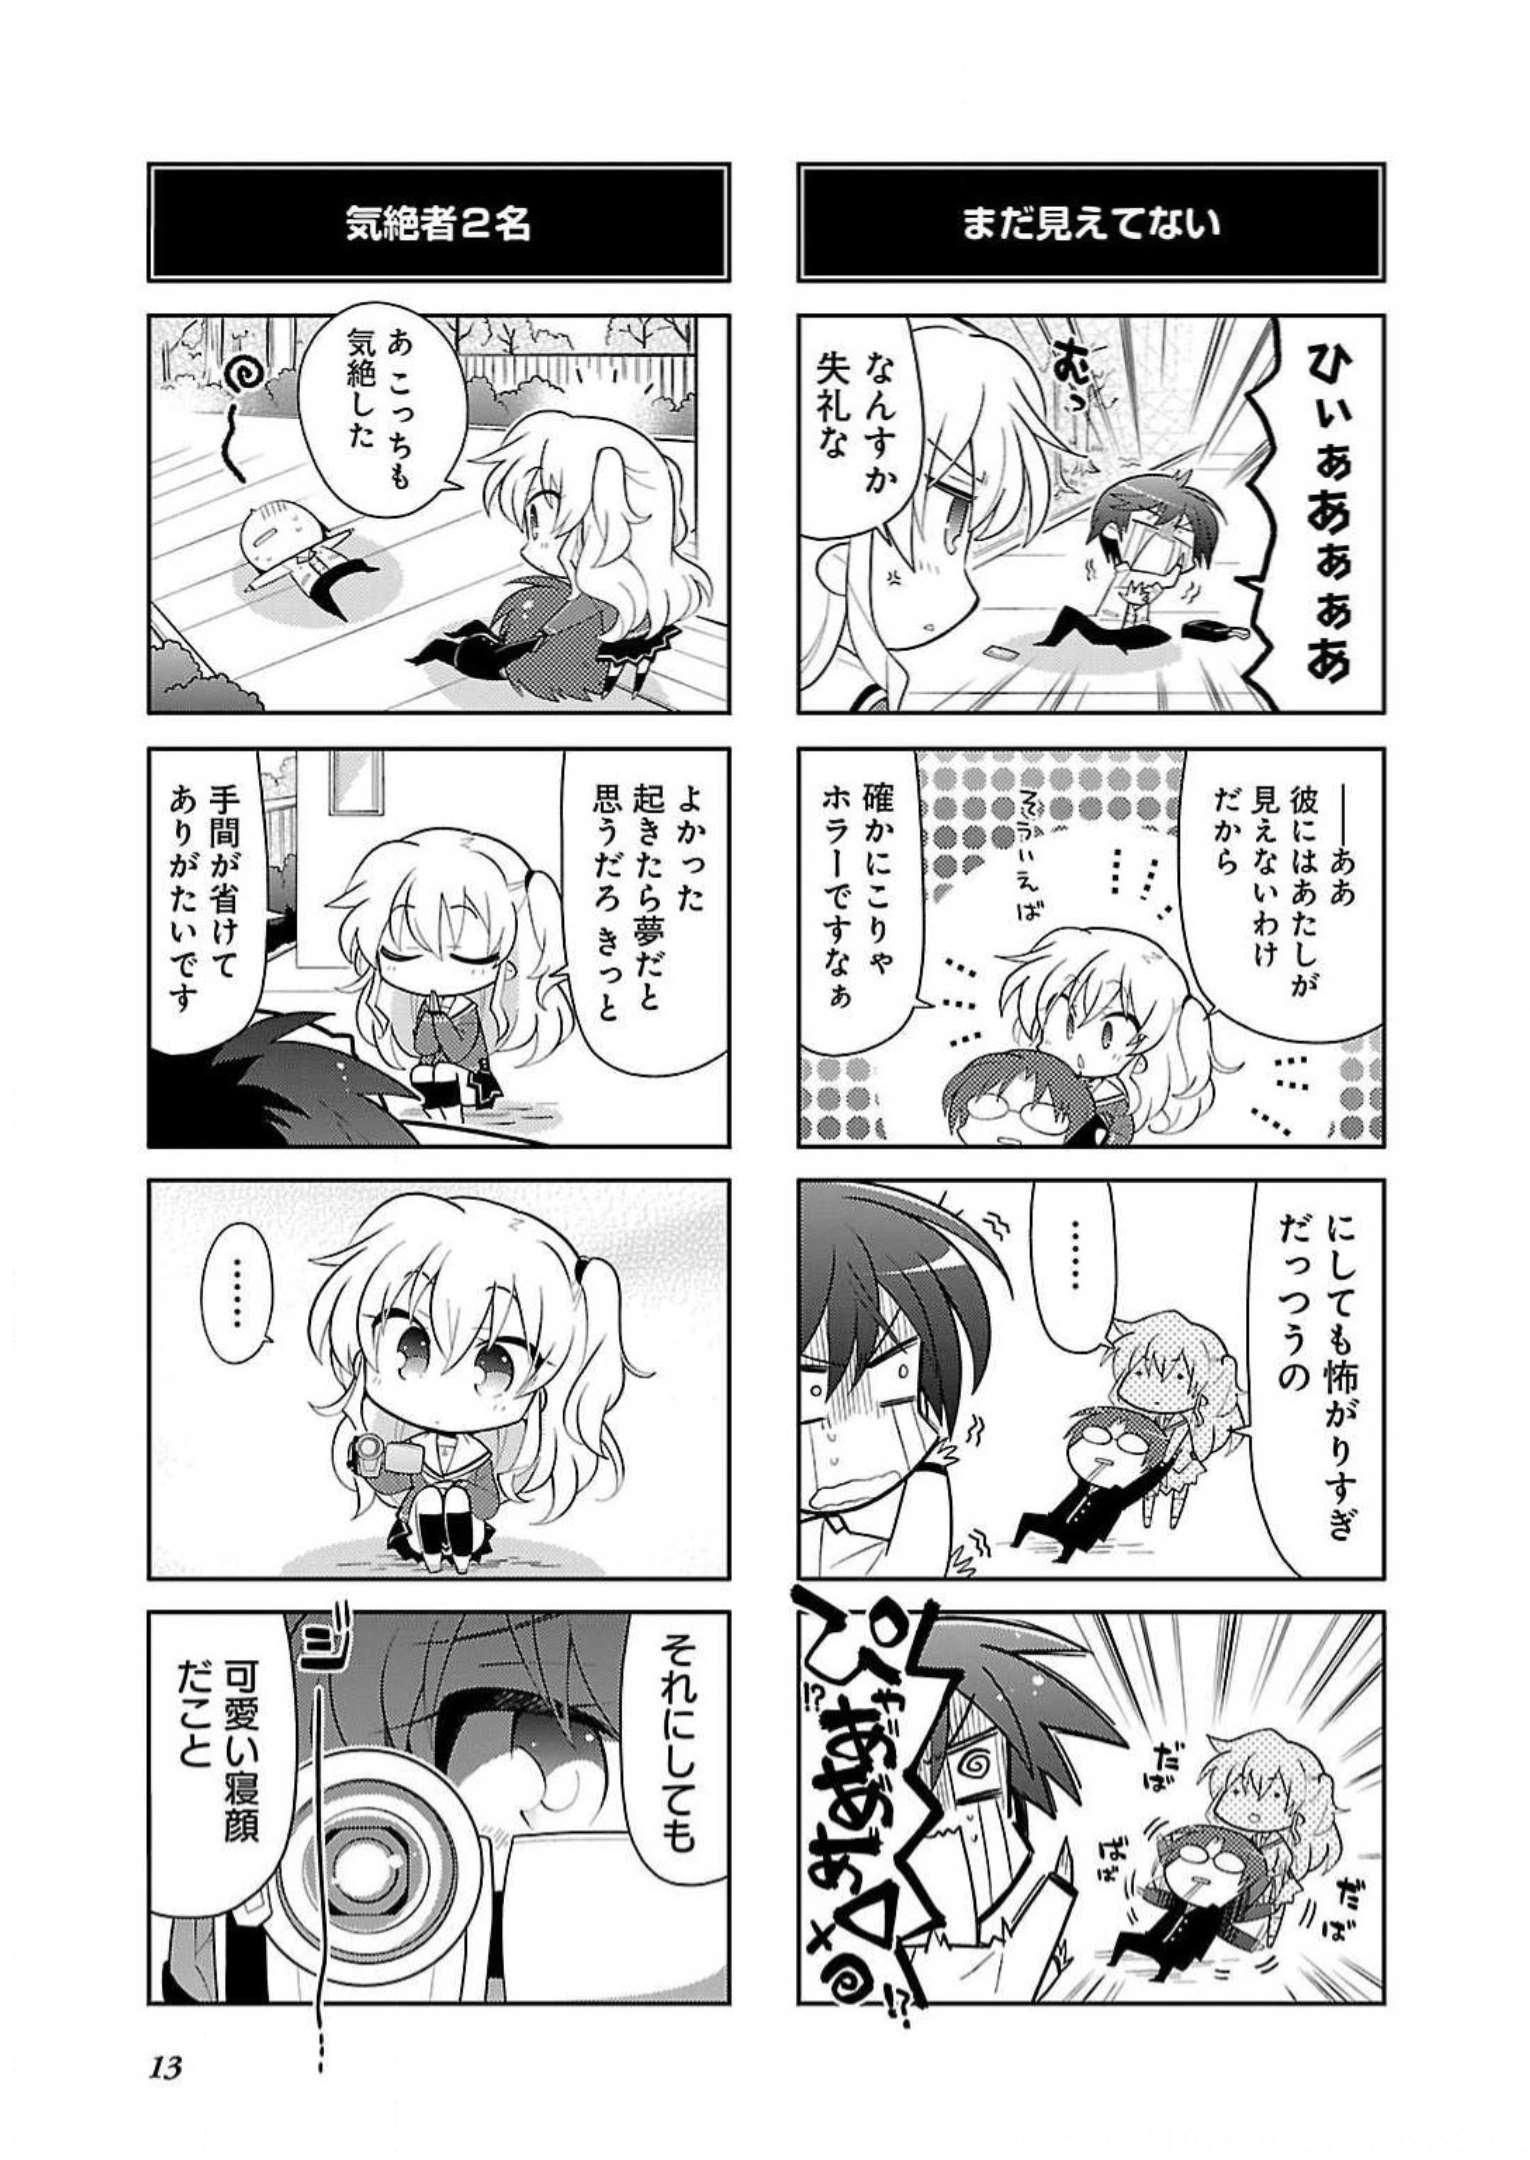 まだ見えてない
ひぃぁあぁぁあ
むっ
なんすか
失礼な
――ああ
彼にはあたしが
見えないわけ
だから
そういえば
確かにこりゃ
ホラーですなぁ
にしても怖がりすぎ
だっつうの
……
だば
ばば
だば
気絶者2名
あ こっちも
気絶した
よかった
起きたら夢だと
思うだろ きっと
手間が省けて
ありがたいです
……
それにしても
ジ
可愛い寝顔
だこと
13